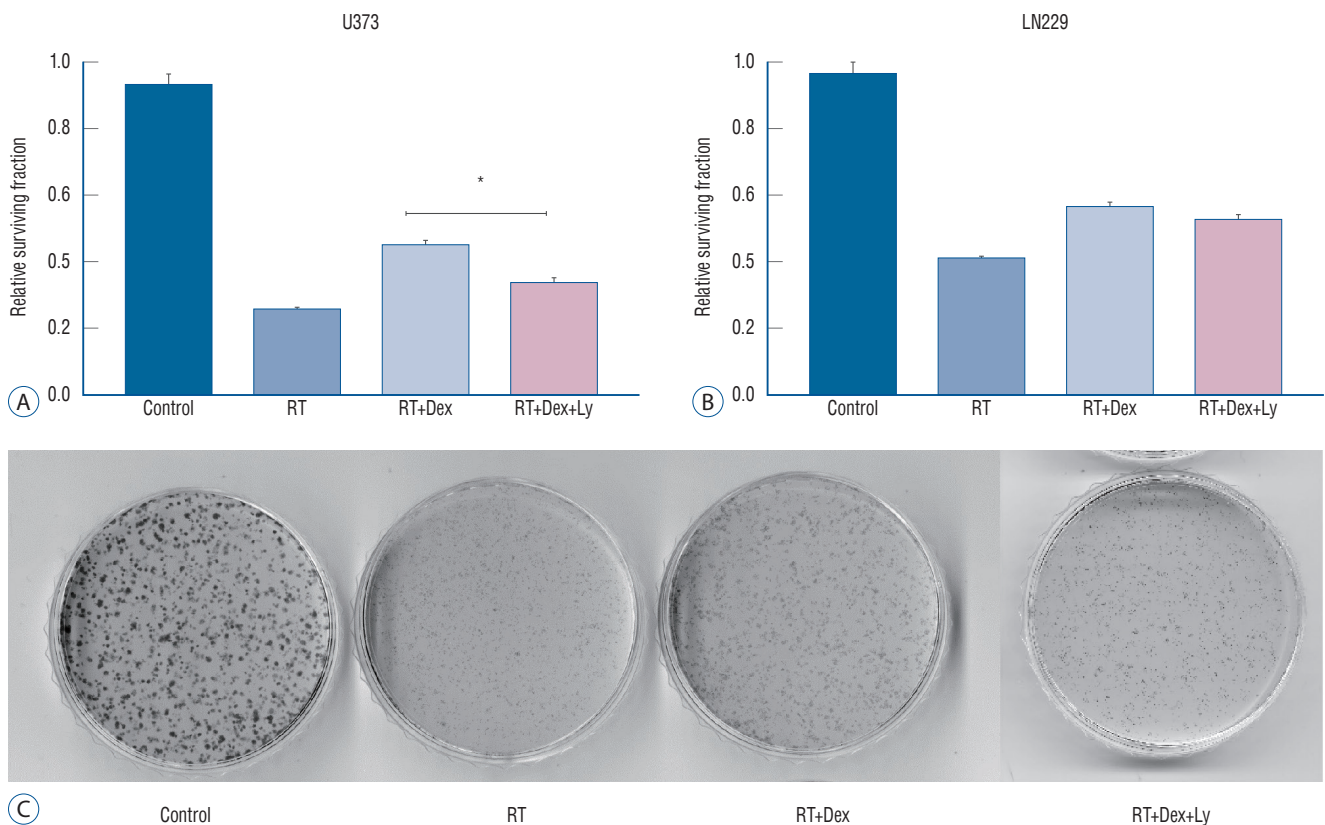 U373
Relative surviving fraction
1.0
0.8
0.6
0.5
0.2
0.0
*
Control RT RT+Dex RT+Dex+Ly
A
LN229
Relative surviving fraction
1.0
0.8
0.6
0.5
0.2
0.0
Control RT RT+Dex RT+Dex+Ly
B
C
Control RT RT+Dex RT+Dex+Ly